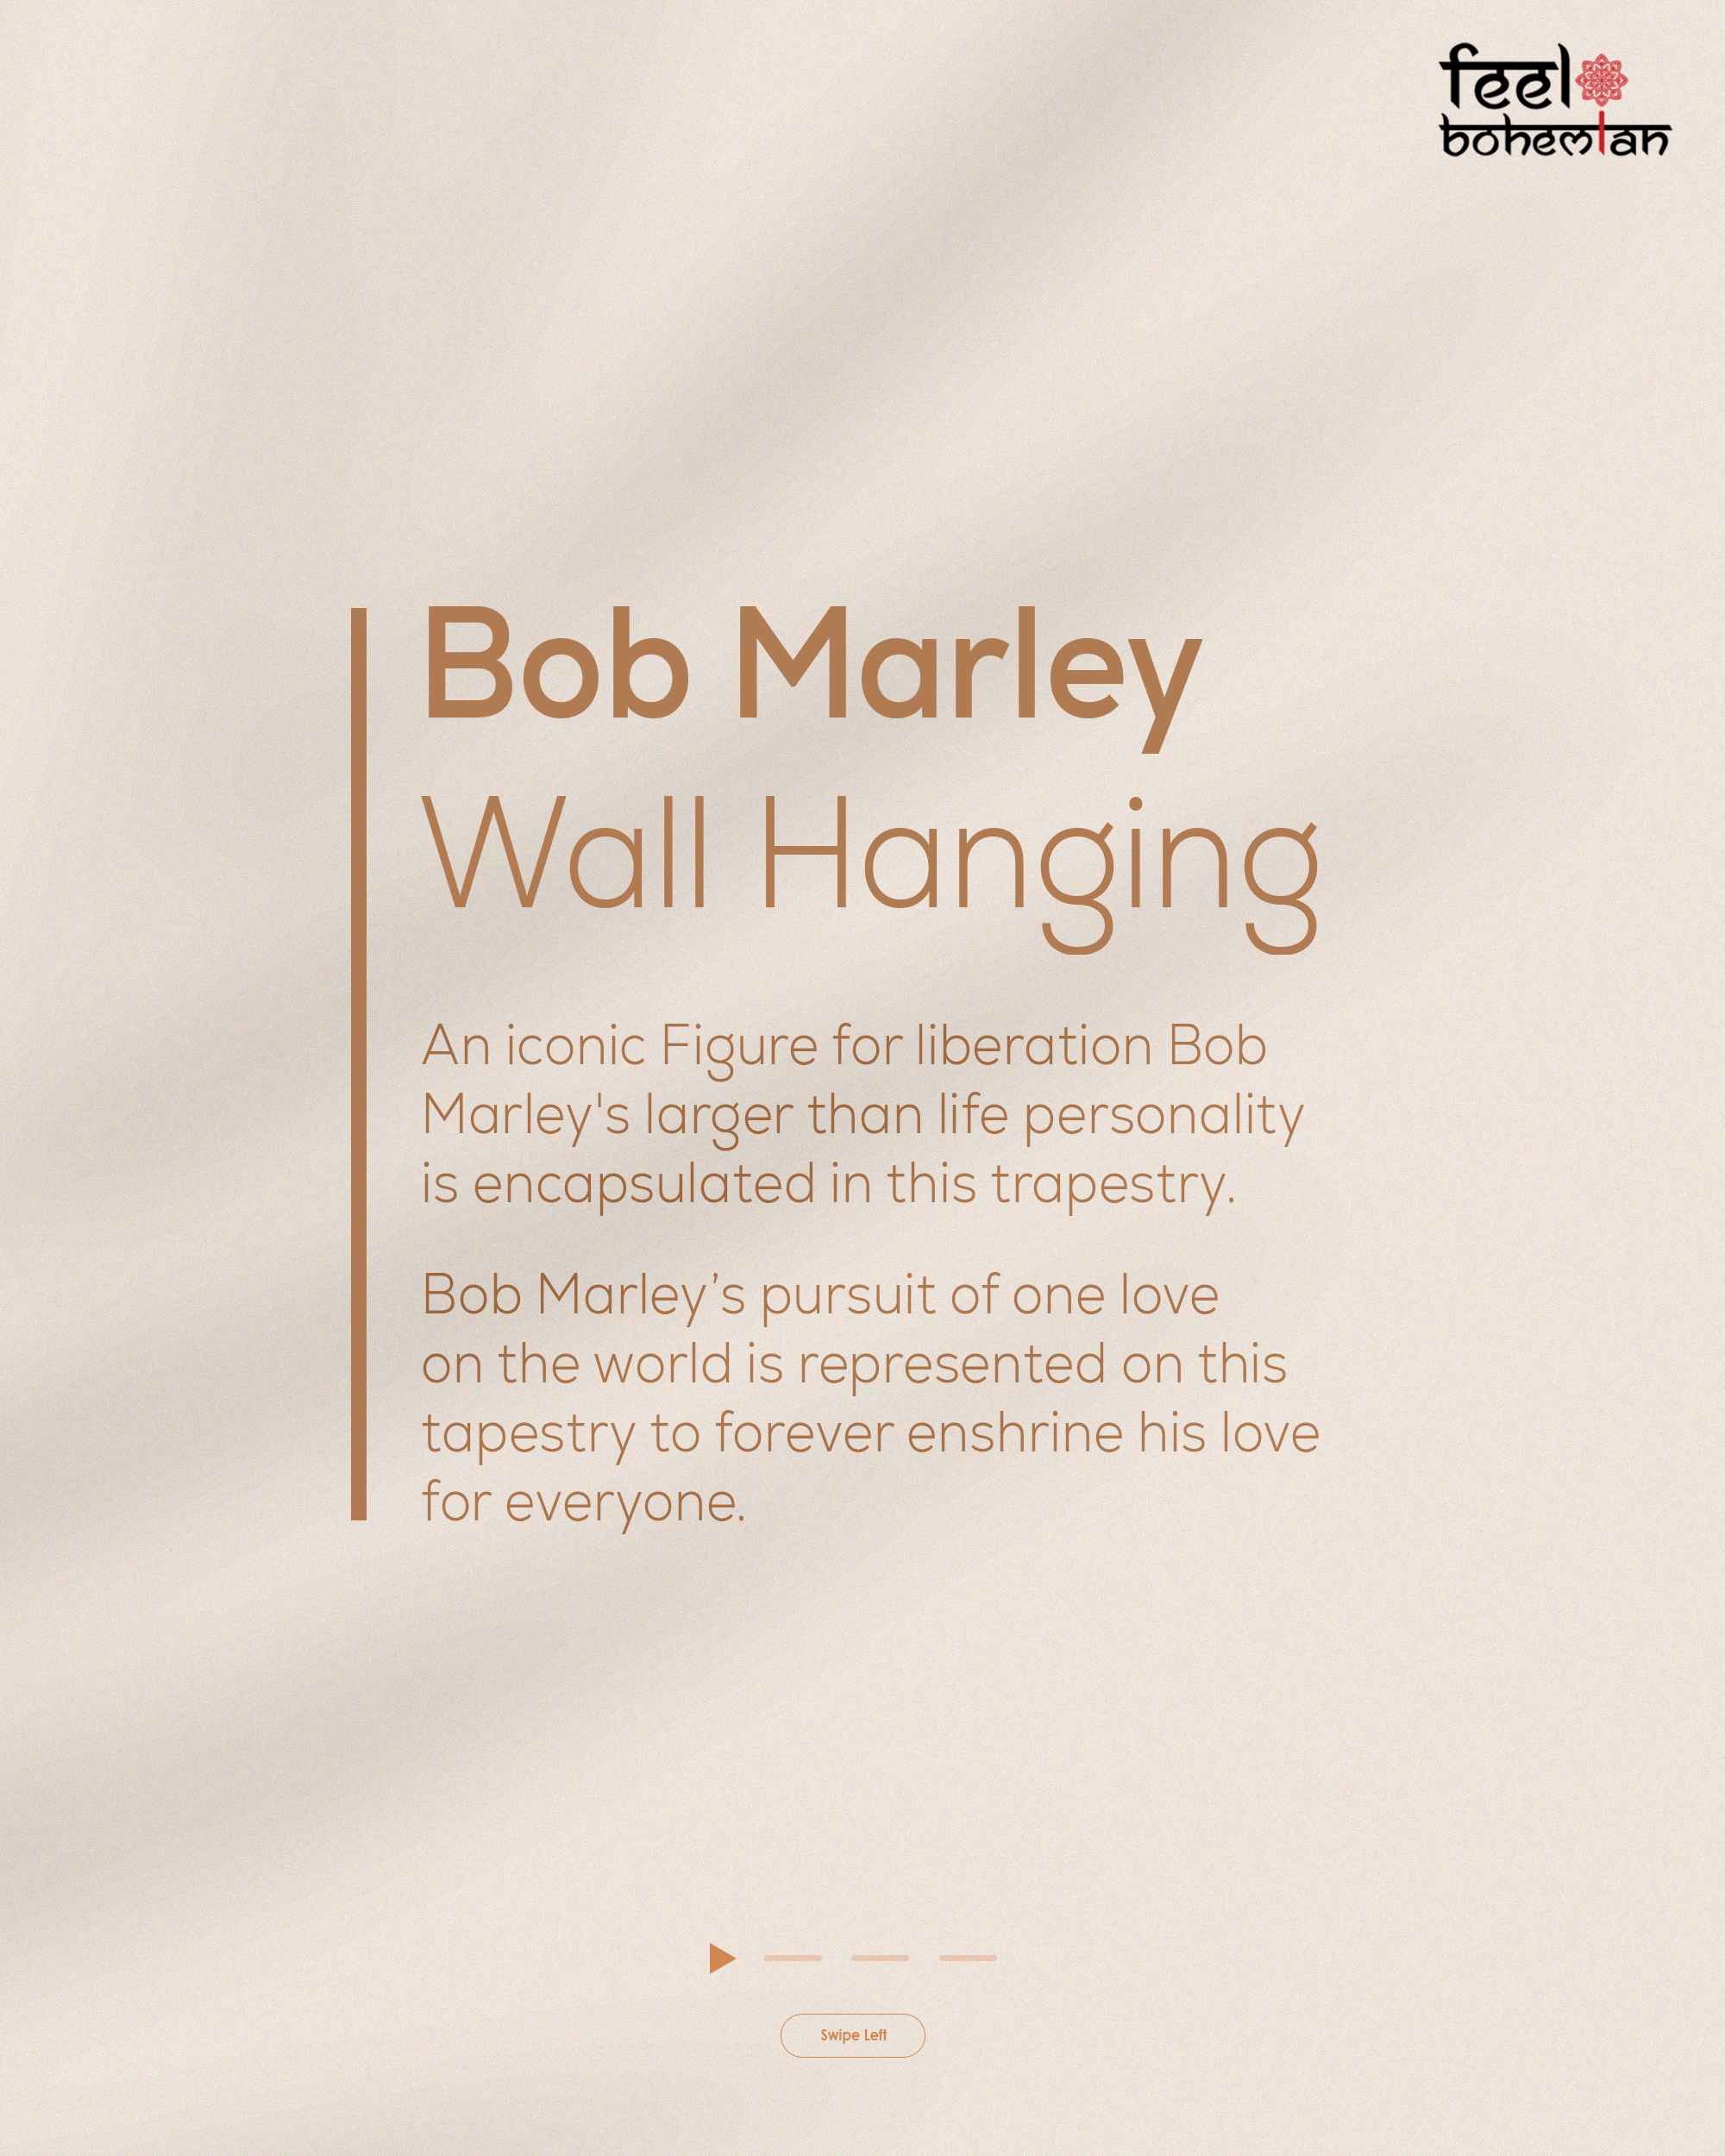 feel
bohemian
Bob Marley
Wall Hanging
An iconic Figure for liberation Bob
Marley's larger than life personality
is encapsulated in this trapestry.
Bob Marley’s pursuit of one love
on the world is represented on this
tapestry to forever enshrine his love
for everyone.
Swipe Left